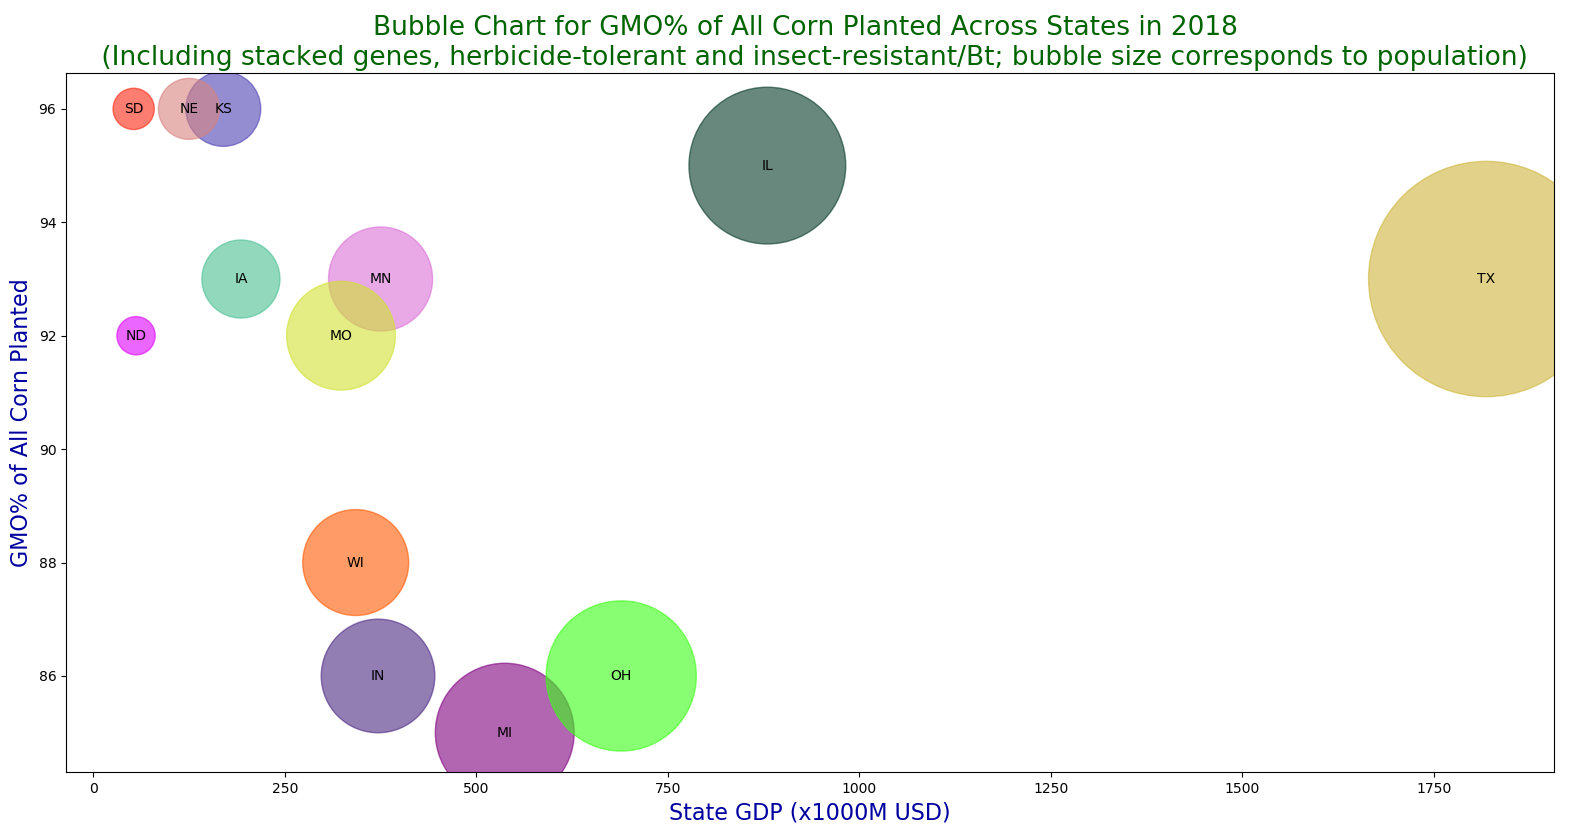 Bubble Chart for GMO% of All Corn Planted Across States in 2018
(Including stacked genes, herbicide-tolerant and insect-resistant/Bt; bubble size corresponds to population)
GMO% of All Corn Planted
96
94
92
90
88
86
SD
NE
KS
IL
IA
MN
TX
ND
MO
WI
IN
OH
MI
0
250
500
750
1000
1250
1500
1750
State GDP (x1000M USD)